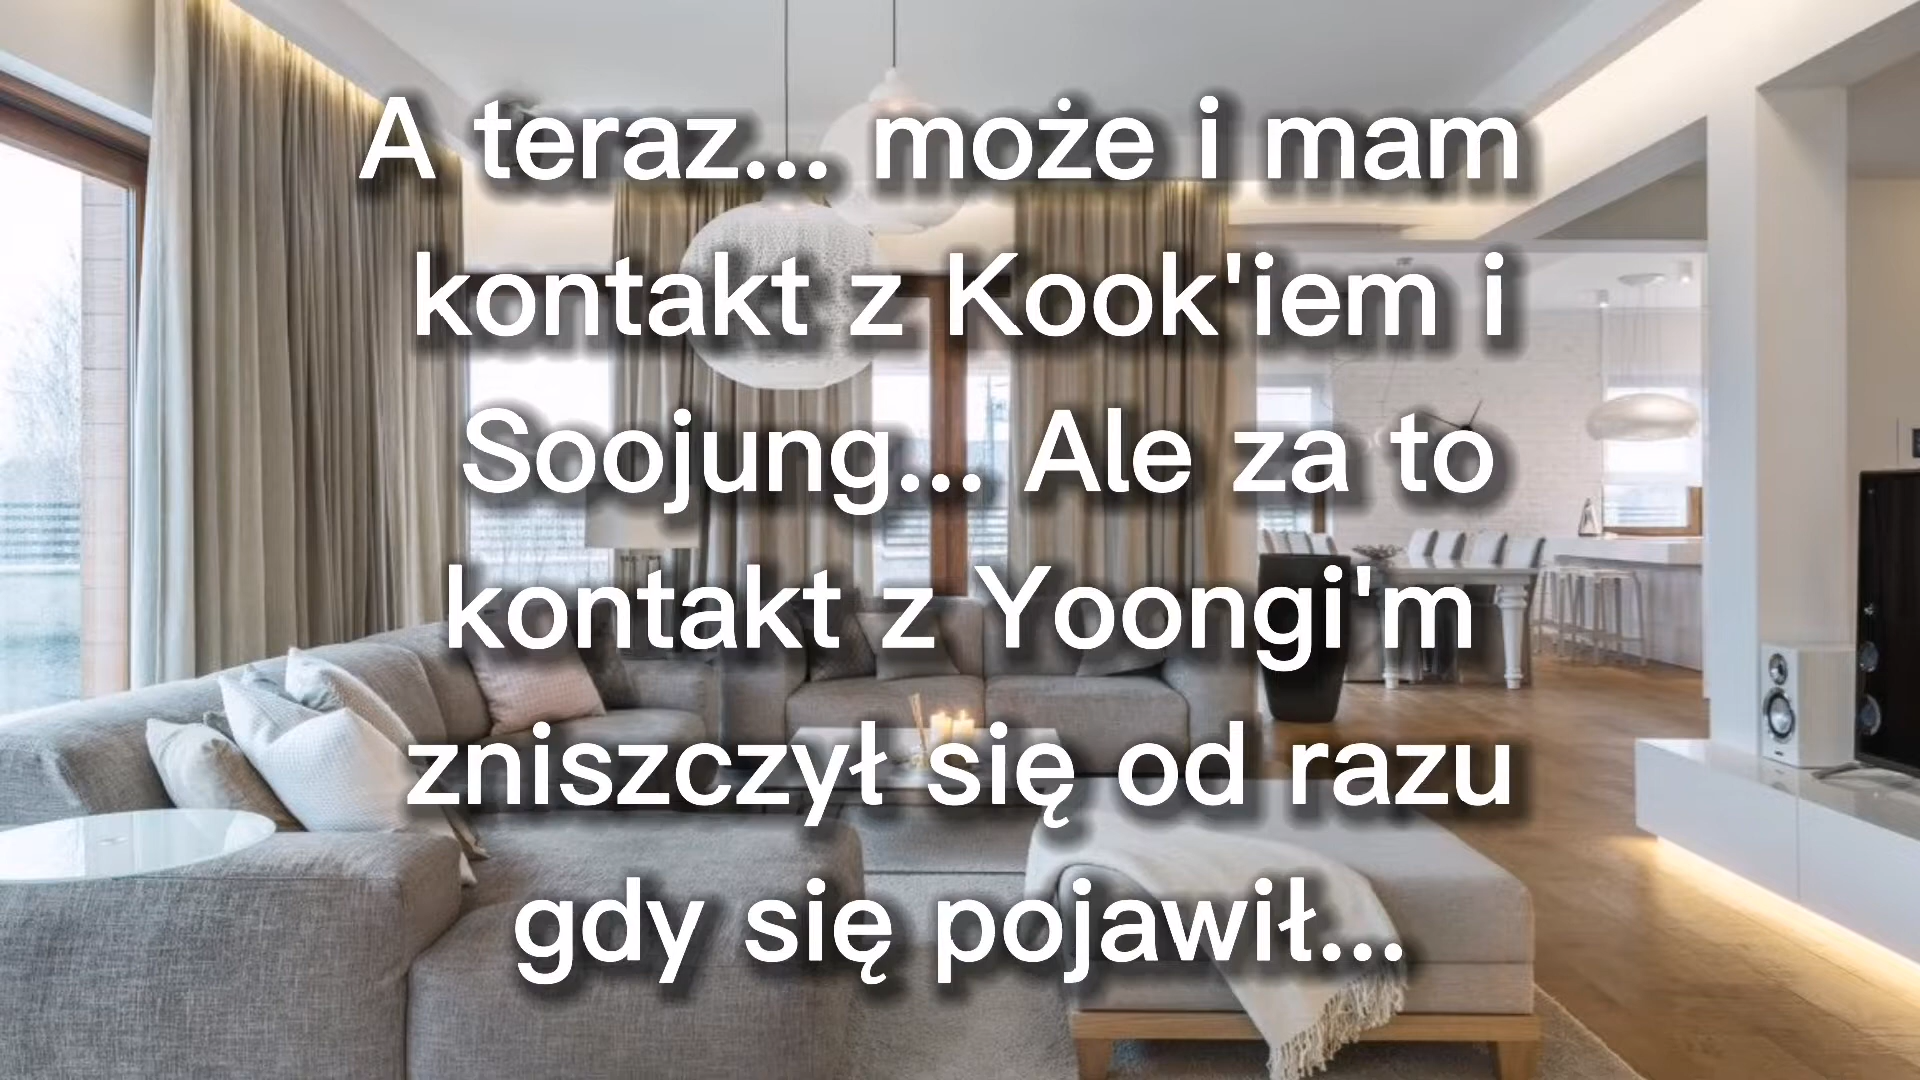 A teraz... może i mam
kontakt z Kook'iem i
Soojung... Ale za to
kontakt z Yoongi'm
zniszczył się od razu
gdy się pojawił...